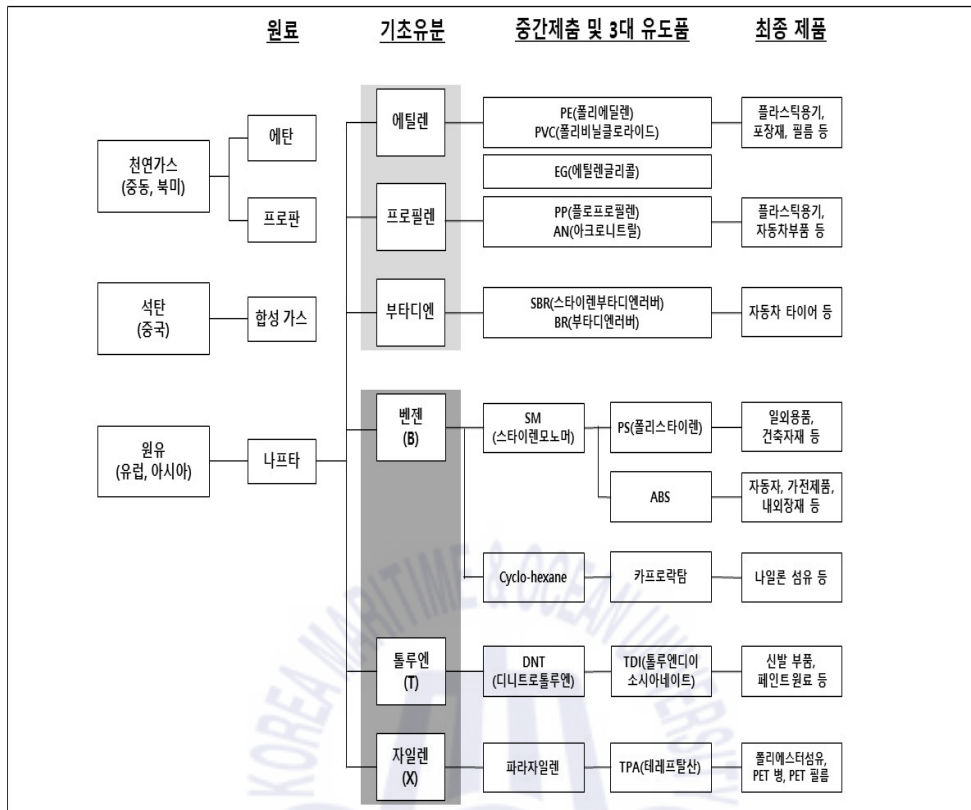 원료
기초유분
중간제춤 및 3대 유도품
최종 제품
천연가스
(중동, 북미)
에탄
프로판
석탄
(중국)
합성 가스
원유
(유럽, 아시아)
나프타
에틸렌
PE(폴리에딜렌)
PVC(폴리비닐클로라이드)
플라스틱용기,
포장재, 필름 등
EG(에틸렌글리콜)
프로필렌
PP(플로프로필렌)
AN(아크로니트릴)
플라스틱용기,
자동차부품 등
부타디엔
SBR(스타이렌부타디엔러버)
BR(부타디엔러버)
자동차 타이어 등
벤젠
(B)
SM
(스타이렌모노머)
PS(폴리스타이렌)
일외용품,
건축자재 등
ABS
자동자, 가전제품,
내외장재 등
Cyclo-hexane
카프로락탐
나일론 섬유 등
톨루엔
(T)
DNT
(디니트로톨루엔)
TDI(톨루엔디이
소시아네이트)
신발 부품,
페인트원료 등
자일렌
(X)
파라자일렌
TPA(테레프탈산)
폴리에스터섬유,
PET 병, PET 필름
KOREA MARITIME & OCEAN UNIVERSITY